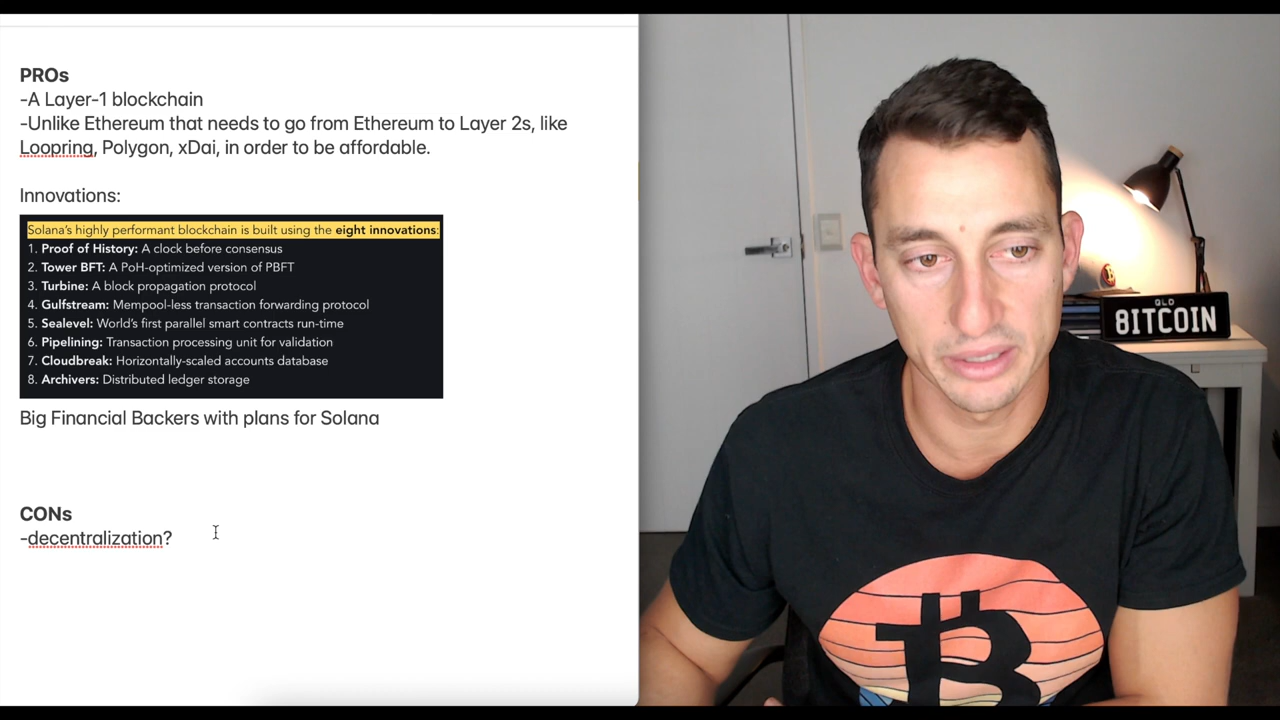 PROs
-A Layer-1 blockchain
-Unlike Ethereum that needs to go from Ethereum to Layer 2s, like
Loopring, Polygon, xDai, in order to be affordable.
Innovations:
Solana's highly performant blockchain is built using the eight innovations:
1. Proof of History: A clock before consensus
2. Tower BFT: A PoH-optimized version of PBFT
3. Turbine: A block propagation protocol
4. Gulfstream: Mempool-less transaction forwarding protocol
5. Sealevel: World's first parallel smart contracts run-time
6. Pipelining: Transaction processing unit for validation
7. Cloudbreak: Horizontally-scaled accounts database
8. Archivers: Distributed ledger storage
Big Financial Backers with plans for Solana
CONs
-decentralization?
QLD
8ITCOIN